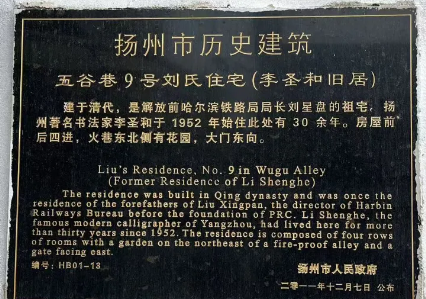 扬州市历史建筑
五谷巷9号刘氏住宅(李圣和旧居)
建于清代，是解放前哈尔滨铁路局局长刘星盘的祖宅，扬
州著名书法家李圣和于1952年始住此处有30余年。房屋前
后四进，火巷东北侧有花园，大门东向。
Liu's Residence, No. 9 in Wugu Alley
(Former Residence of Li Shenghe)
The residence was built in Qing dynasty and was once the
residence of the forefathers of Liu Xingpan, the director of Harbin
Railways Bureau before the foundation of PRC. Li Shenghe, the
famous modern calligrapher of Yangzhou, had lived here for more
than thirty years since 1952. The residence is composed of four rows
of rooms with a garden on the northeast of a fire-proof alley and a
gate facing east.
编号：HB01-13 扬州市人民政府
二〇一一年十二月七日 公布